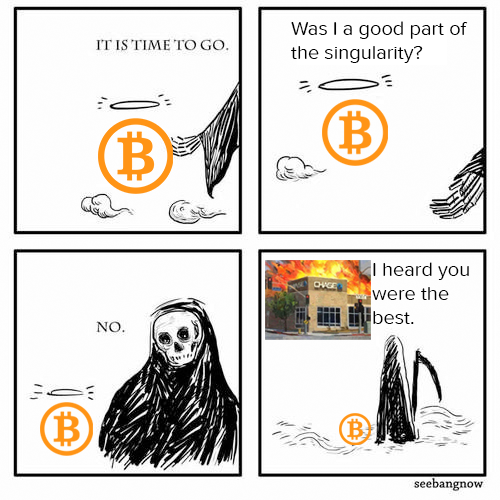 IT IS TIME TO GO.
Was I a good part of
the singularity?
NO.
CHASE
I heard you
were the
best.
seebangnow